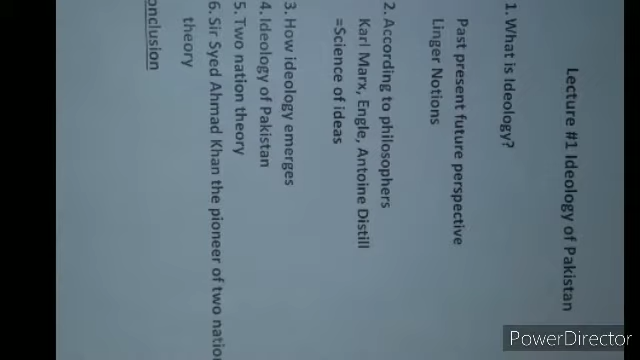 Lecture #1 Ideology of Pakistan
1. What is Ideology?
Past present future perspective
Linger Notions
2. According to philosophers
Karl Marx, Engle, Antoine Distill
=Science of ideas
3. How ideology emerges
4. Ideology of Pakistan
5. Two nation theory
6. Sir Syed Ahmad Khan the pioneer of two nation
theory
onclusion
PowerDirector